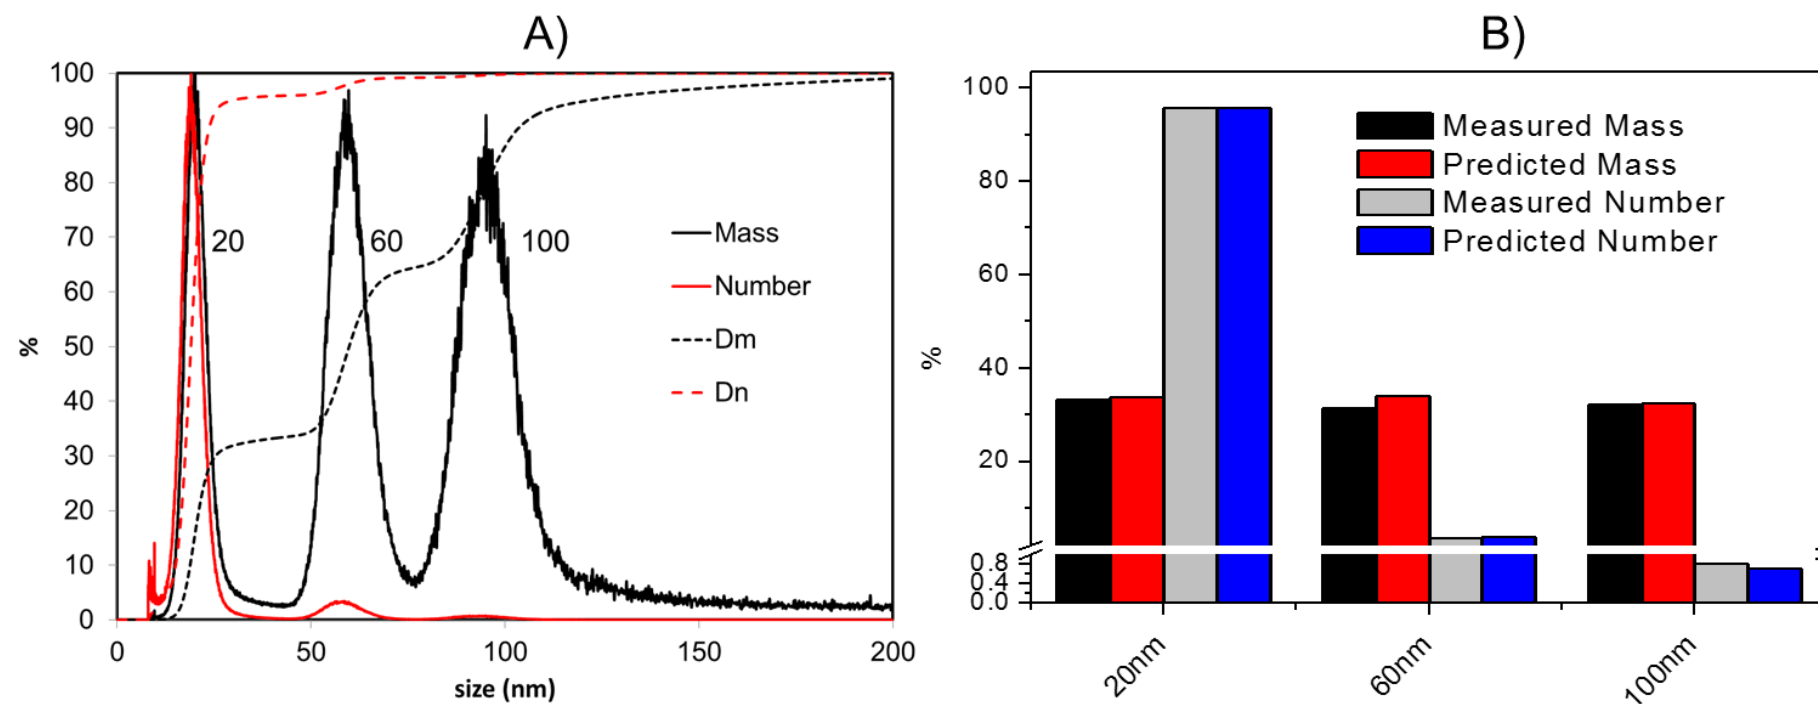 A)
100
90
80
70
60
50
40
30
20
10
0
%
20
60
100
Mass
Number
Dm
Dn
0
50
100
150
200
size (nm)
B)
100
80
60
40
20
0.8
0.4
0.0
%
Measured Mass
Predicted Mass
Measured Number
Predicted Number
20nm
60nm
100nm